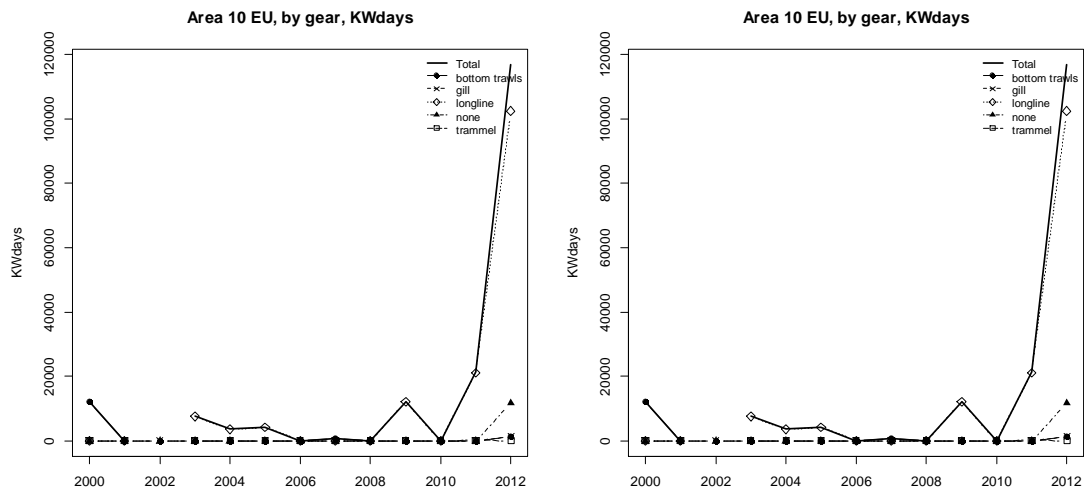 Area 10 EU, by gear, KWdays
KWdays
120000
100000
80000
60000
40000
20000
0
Total
bottom trawls
gill
longline
none
trammel
2000 2002 2004 2006 2008 2010 2012
Area 10 EU, by gear, KWdays
KWdays
120000
100000
80000
60000
40000
20000
0
Total
bottom trawls
gill
longline
none
trammel
2000 2002 2004 2006 2008 2010 2012